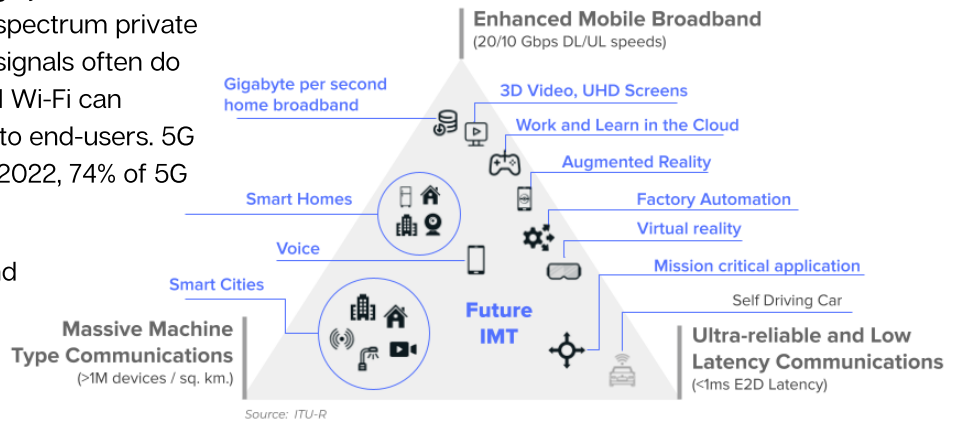 spectrum private
signals often do
Wi-Fi can
to end-users. 5G
2022, 74% of 5G
Enhanced Mobile Broadband
(20/10 Gbps DL/UL speeds)
Gigabyte per second
home broadband
3D Video, UHD Screens
Work and Learn in the Cloud
Augmented Reality
Smart Homes
Factory Automation
Virtual reality
Voice
Mission critical application
Smart Cities
Self Driving Car
Future
IMT
Massive Machine
Type Communications
(>1M devices / sq. km.)
Ultra-reliable and Low
Latency Communications
(<1ms E2D Latency)
Source: ITU-R